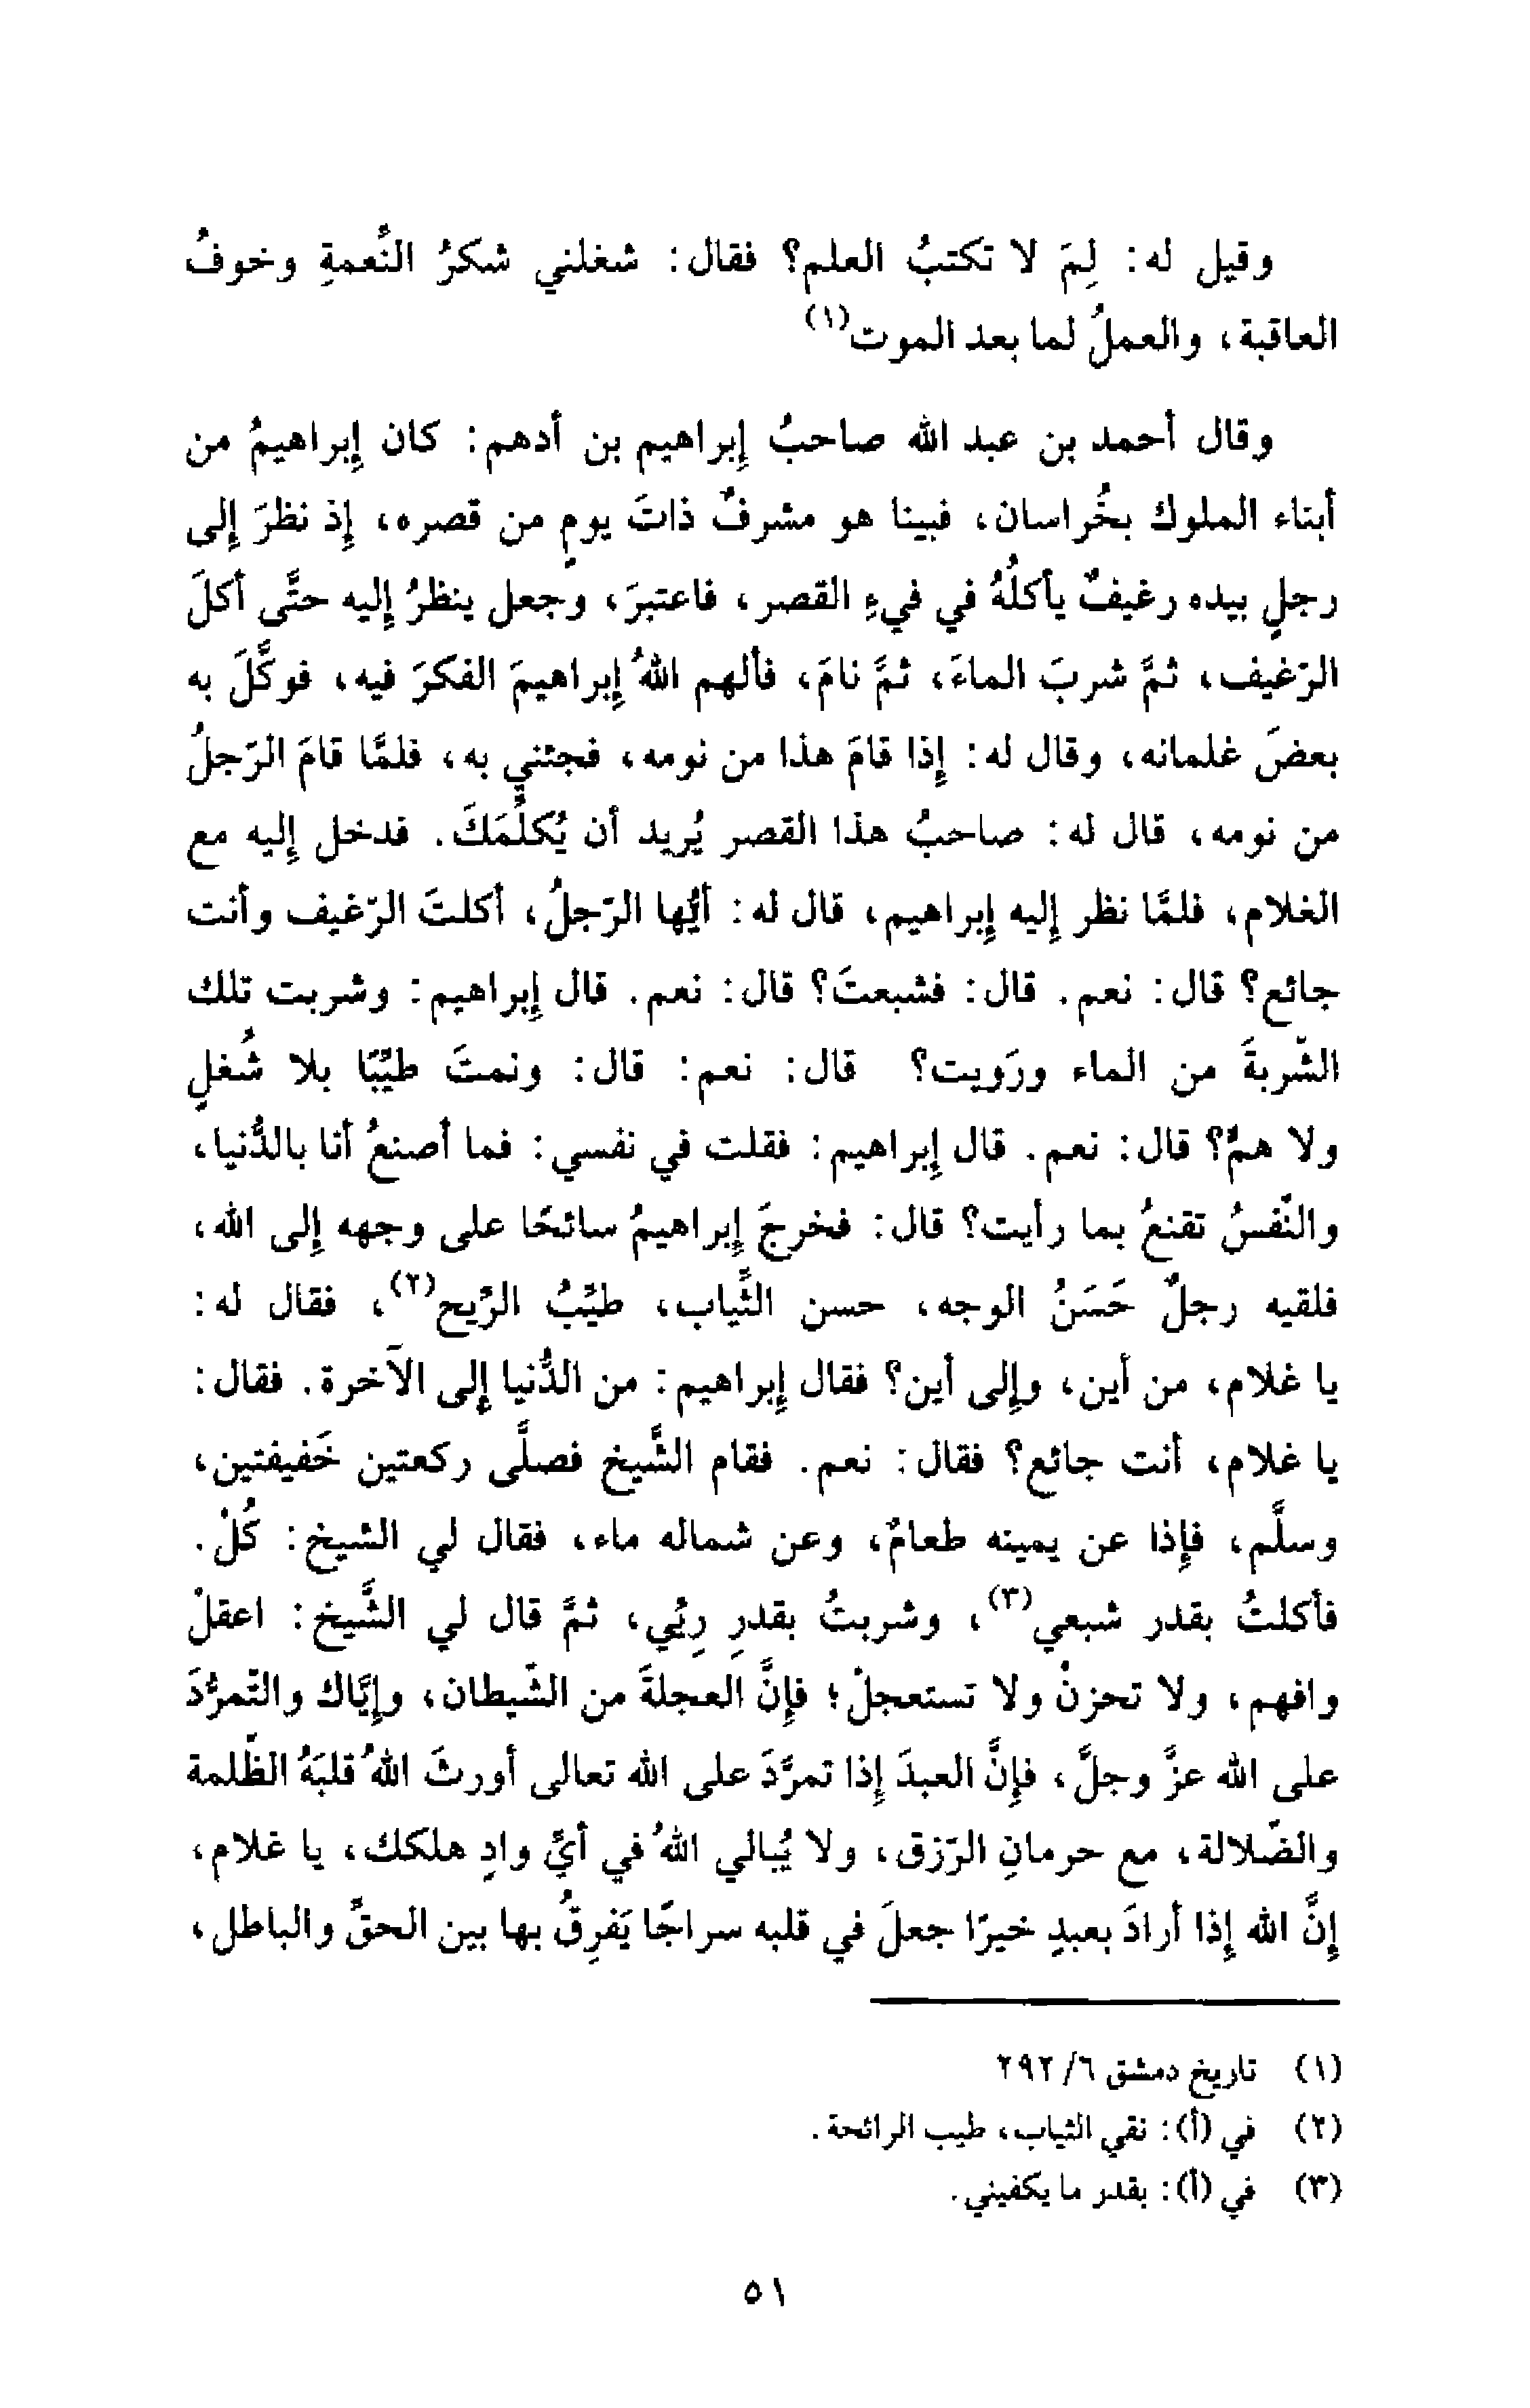 وقيل له: لِمَ لا تكتبُ العلم؟ فقال: شغلني شكرُ النِّعمةِ وخوفُ
العاقبة، والعملُ لما بعد الموت(١)
وقال أحمد بن عبد الله صاحبُ إبراهيم بن أدهم: كان إبراهيمُ من
أبناء الملوك بخُراسان، فبينا هو مشرفٌ ذاتَ يومٍ من قصره، إذ نظرَ إلى
رجلٍ بيده رغيفٌ يأكلُهُ في فيءِ القصر، فاعتبرَ، وجعل ينظرُ إليه حتَّى أكلَ
الرّغيف، ثمَّ شربَ الماءَ، ثمَّ نامَ، فألهم اللهُ إبراهيمَ الفكرَ فيه، فوكَّلَ به
بعضَ غلمانه، وقال له: إذا قامَ هذا من نومه، فجئني به، فلمَّا قامَ الرّجلُ
من نومه، قال له: صاحبُ هذا القصر يُريد أن يُكلِّمَكَ. فدخل إليه مع
الغلام، فلمَّا نظر إليه إبراهيم، قال له: أيُّها الرّجلُ، أكلتَ الرّغيف وأنت
جائع؟ قال: نعم. قال: فشبعتَ؟ قال: نعم. قال إبراهيم: وشربت تلك
الشّربةَ من الماء ورَويت؟ قال: نعم: قال: ونمتَ طيِّبًا بلا شُغلٍ
ولا همٍّ؟ قال: نعم. قال إبراهيم: فقلت في نفسي: فما أصنعُ أنا بالدُّنيا،
والنّفسُ تقنعُ بما رأيت؟ قال: فخرجَ إبراهيمُ سائحًا على وجهه إلى الله،
فلقيه رجلٌ حَسَنُ الوجه، حسن الثِّياب، طيِّبُ الرِّيح(٢)، فقال له:
يا غلام، من أين، وإلى أين؟ فقال إبراهيم: من الدُّنيا إلى الآخرة. فقال:
يا غلام، أنت جائع؟ فقال: نعم. فقام الشَّيخ فصلَّى ركعتين خَفيفتين،
وسلَّم، فإذا عن يمينه طعامٌ، وعن شماله ماء، فقال لي الشيخ: كُلْ.
فأكلتُ بقدر شبعي(٣)، وشربتُ بقدرِ رِيِّي، ثمَّ قال لي الشَّيخ: اعقلْ
وافهم، ولا تحزنْ ولا تستعجلْ؛ فإنَّ العجلةَ من الشّيطان، وإيَّاك والتّمرُّدَ
على الله عزَّ وجلَّ، فإنَّ العبدَ إذا تمرَّدَ على الله تعالى أورثَ اللهُ قلبَهُ الظّلمة
والضّلالة، مع حرمانِ الرّزق، ولا يُبالي اللهُ في أيِّ وادٍ هلكك، يا غلام،
إنَّ الله إذا أرادَ بعبدٍ خيرًا جعلَ في قلبه سراجًا يَفرِقُ بها بين الحقِّ والباطل،
(١) تاريخ دمشق ٦/ ٢٩٢
(٢) في (أ): نقي الثياب، طيب الرائحة.
(٣) في (أ): بقدر ما يكفيني.
٥١